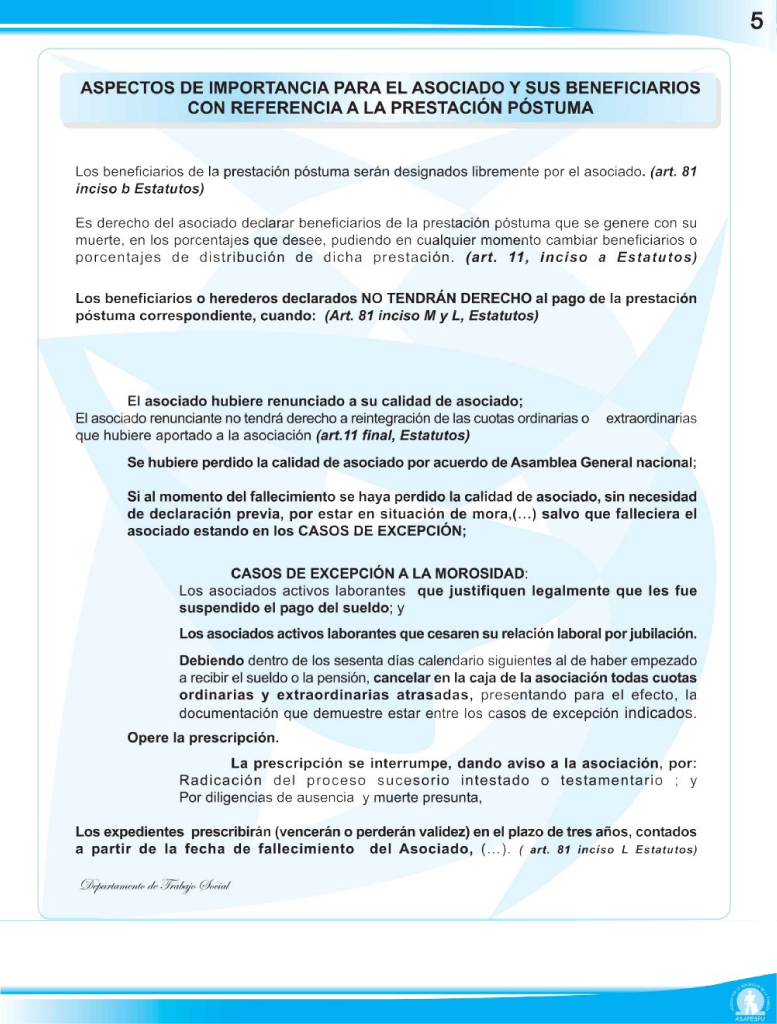 5
ASPECTOS DE IMPORTANCIA PARA EL ASOCIADO Y SUS BENEFICIARIOS
CON REFERENCIA A LA PRESTACIÓN PÓSTUMA
Los beneficiarios de la prestación póstuma serán designados libremente por el asociado. (art. 81
inciso b Estatutos)
Es derecho del asociado declarar beneficiarios de la prestación póstuma que se genere con su
muerte, en los porcentajes que desee, pudiendo en cualquier momento cambiar beneficiarios o
porcentajes de distribución de dicha prestación. (art. 11, inciso a Estatutos)
Los beneficiarios o herederos declarados NO TENDRÁN DERECHO al pago de la prestación
póstuma correspondiente, cuando: (Art. 81 inciso M y L, Estatutos)
El asociado hubiere renunciado a su calidad de asociado;
El asociado renunciante no tendrá derecho a reintegración de las cuotas ordinarias o extraordinarias
que hubiere aportado a la asociación (art.11 final, Estatutos)
Se hubiere perdido la calidad de asociado por acuerdo de Asamblea General nacional;
Si al momento del fallecimiento se haya perdido la calidad de asociado, sin necesidad
de declaración previa, por estar en situación de mora,(...) salvo que falleciera el
asociado estando en los CASOS DE EXCEPCIÓN;
CASOS DE EXCEPCIÓN A LA MOROSIDAD:
Los asociados activos laborantes que justifiquen legalmente que les fue
suspendido el pago del sueldo; y
Los asociados activos laborantes que cesaren su relación laboral por jubilación.
Debiendo dentro de los sesenta días calendario siguientes al de haber empezado
a recibir el sueldo o la pensión, cancelar en la caja de la asociación todas cuotas
ordinarias y extraordinarias atrasadas, presentando para el efecto, la
documentación que demuestre estar entre los casos de excepción indicados.
Opere la prescripción.
La prescripción se interrumpe, dando aviso a la asociación, por:
Radicación del proceso sucesorio intestado o testamentario ; y
Por diligencias de ausencia y muerte presunta,
Los expedientes prescribirán (vencerán o perderán validez) en el plazo de tres años, contados
a partir de la fecha de fallecimiento del Asociado, (...). ( art. 81 inciso L Estatutos)
Departamento de Trabajo Social